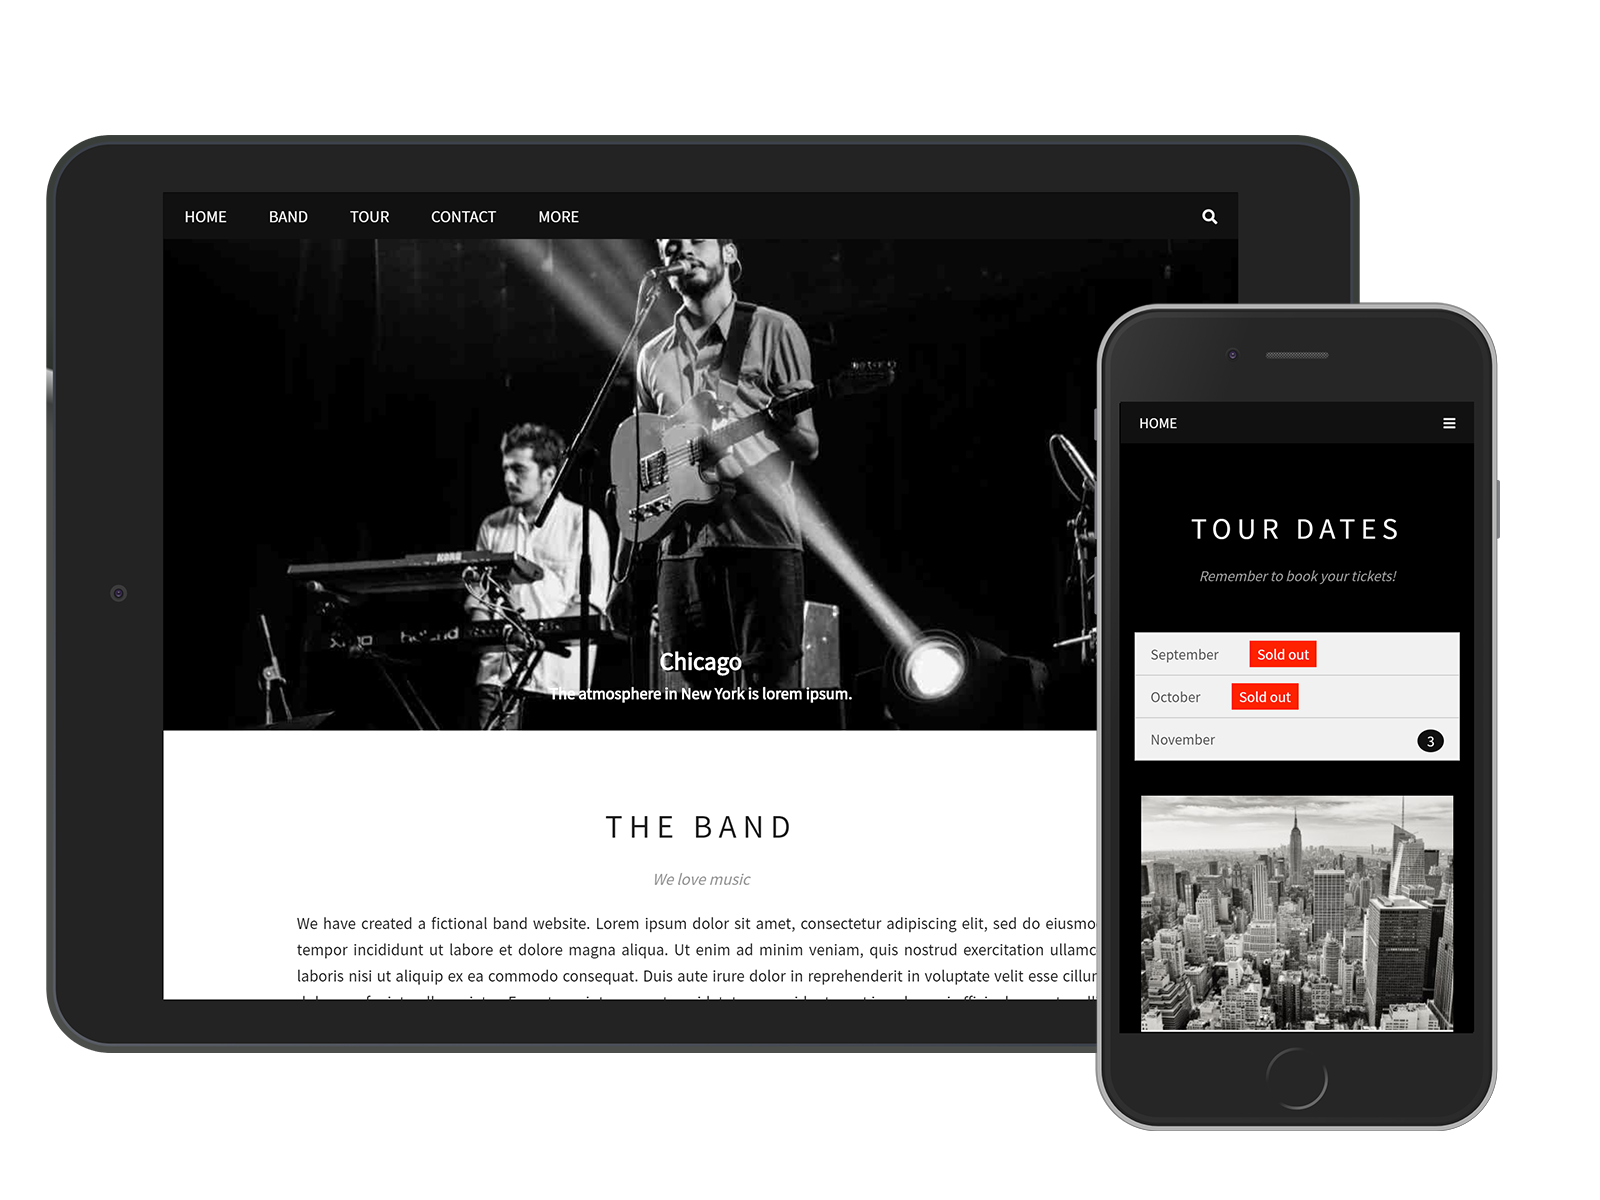 HOME BAND TOUR CONTACT MORE
KORG
Chicago
The atmosphere in New York is lorem ipsum.
THE BAND
We love music
We have created a fictional band website. Lorem ipsum dolor sit amet, consectetur adipiscing elit, sed do eiusmo
tempor incididunt ut labore et dolore magna aliqua. Ut enim ad minim veniam, quis nostrud exercitation ullamc
laboris nisi ut aliquip ex ea commodo consequat. Duis aute irure dolor in reprehenderit in voluptate velit esse cillum
HOME
TOUR DATES
Remember to book your tickets!
September Sold out
October Sold out
November 3